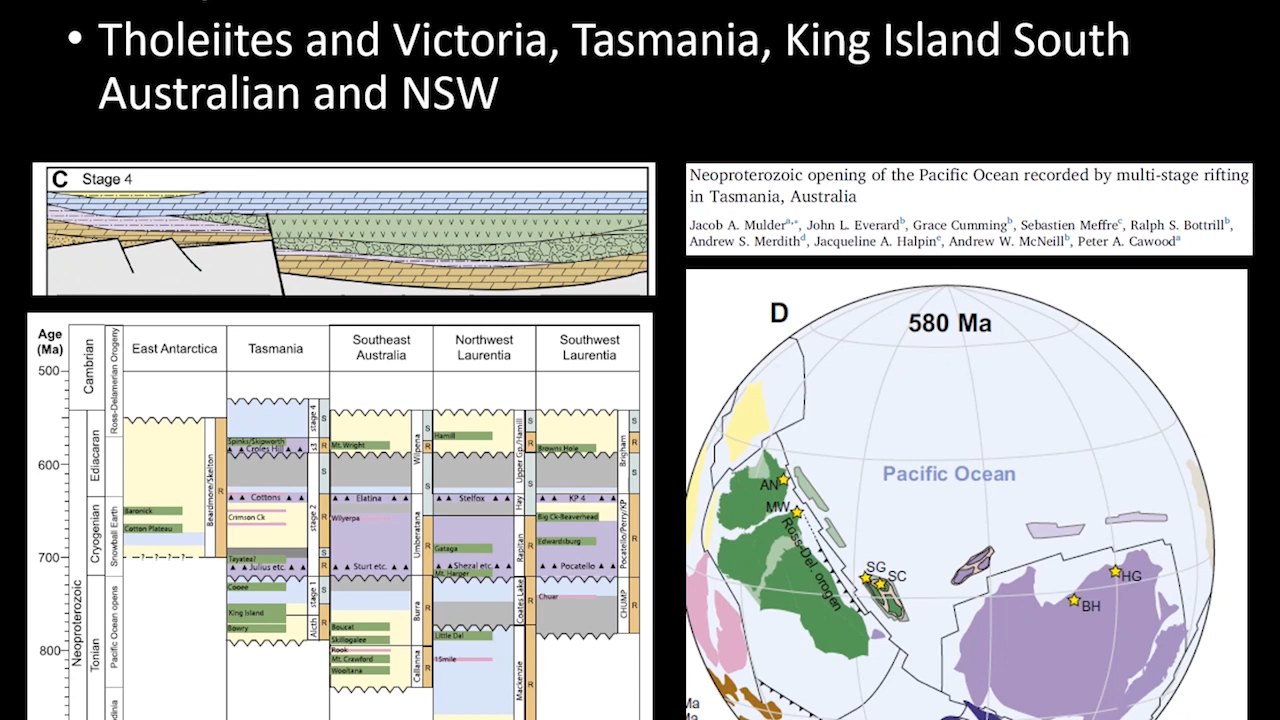 • Tholeiites and Victoria, Tasmania, King Island South
Australian and NSW
C Stage 4
Neoproterozoic opening of the Pacific Ocean recorded by multi-stage rifting
in Tasmania, Australia
Jacob A. Mulder a,*, John L. Everard b, Grace Cumming b, Sebastien Meffre c, Ralph S. Bottrill b,
Andrew S. Merdith d, Jacqueline A. Halpin e, Andrew W. McNeill b, Peter A. Cawood a
Age
(Ma)
500
600
700
800
Cambrian
Ediacaran
Cryogenian
Tonian
Neoproterozoic
Ross-Delamerian Orogeny
Snowball Earth
Pacific Ocean opens
East Antarctica
Baronick
Cotton Plateau
? ? ? ?
Beardmore/Skelton
R
Tasmania
Spinks/Skipworth
Croles Hill
Cottons
Crimson Ck
Tayatea?
Julius etc.
Cooee
King Island
Bowry
stage 4
s3
stage 2
stage 1
Alcth
S
R
S
R
S
R
S
R
Southeast
Australia
Mt. Wright
Elatina
Wilyerpa
Sturt etc.
Boucat
Skillogalee
Rook
Mt. Crawford
Wooltana
Wilpena
Umberatana
Burra
Callanna
S
R
S
R
R
R
Northwest
Laurentia
Hamill
Stelfox
Gataga
Shezal etc.
Mt. Harper
Little Dal
15mile
Upper Gp./Hamill
Hay
Rapitan
Coates Lake
Mackenzie
S
R
S
R
R
R
Southwest
Laurentia
Browns Hole
KP 4
Big Ck-Beaverhead
Edwardsburg
Pocatello
Chuar
Brigham
Pocatello/Perry/KP
CHUMP
S
R
S
R
R
D
580 Ma
Pacific Ocean
AN
MW
Ross-Del. orogen
SG
SC
HG
BH
Ma